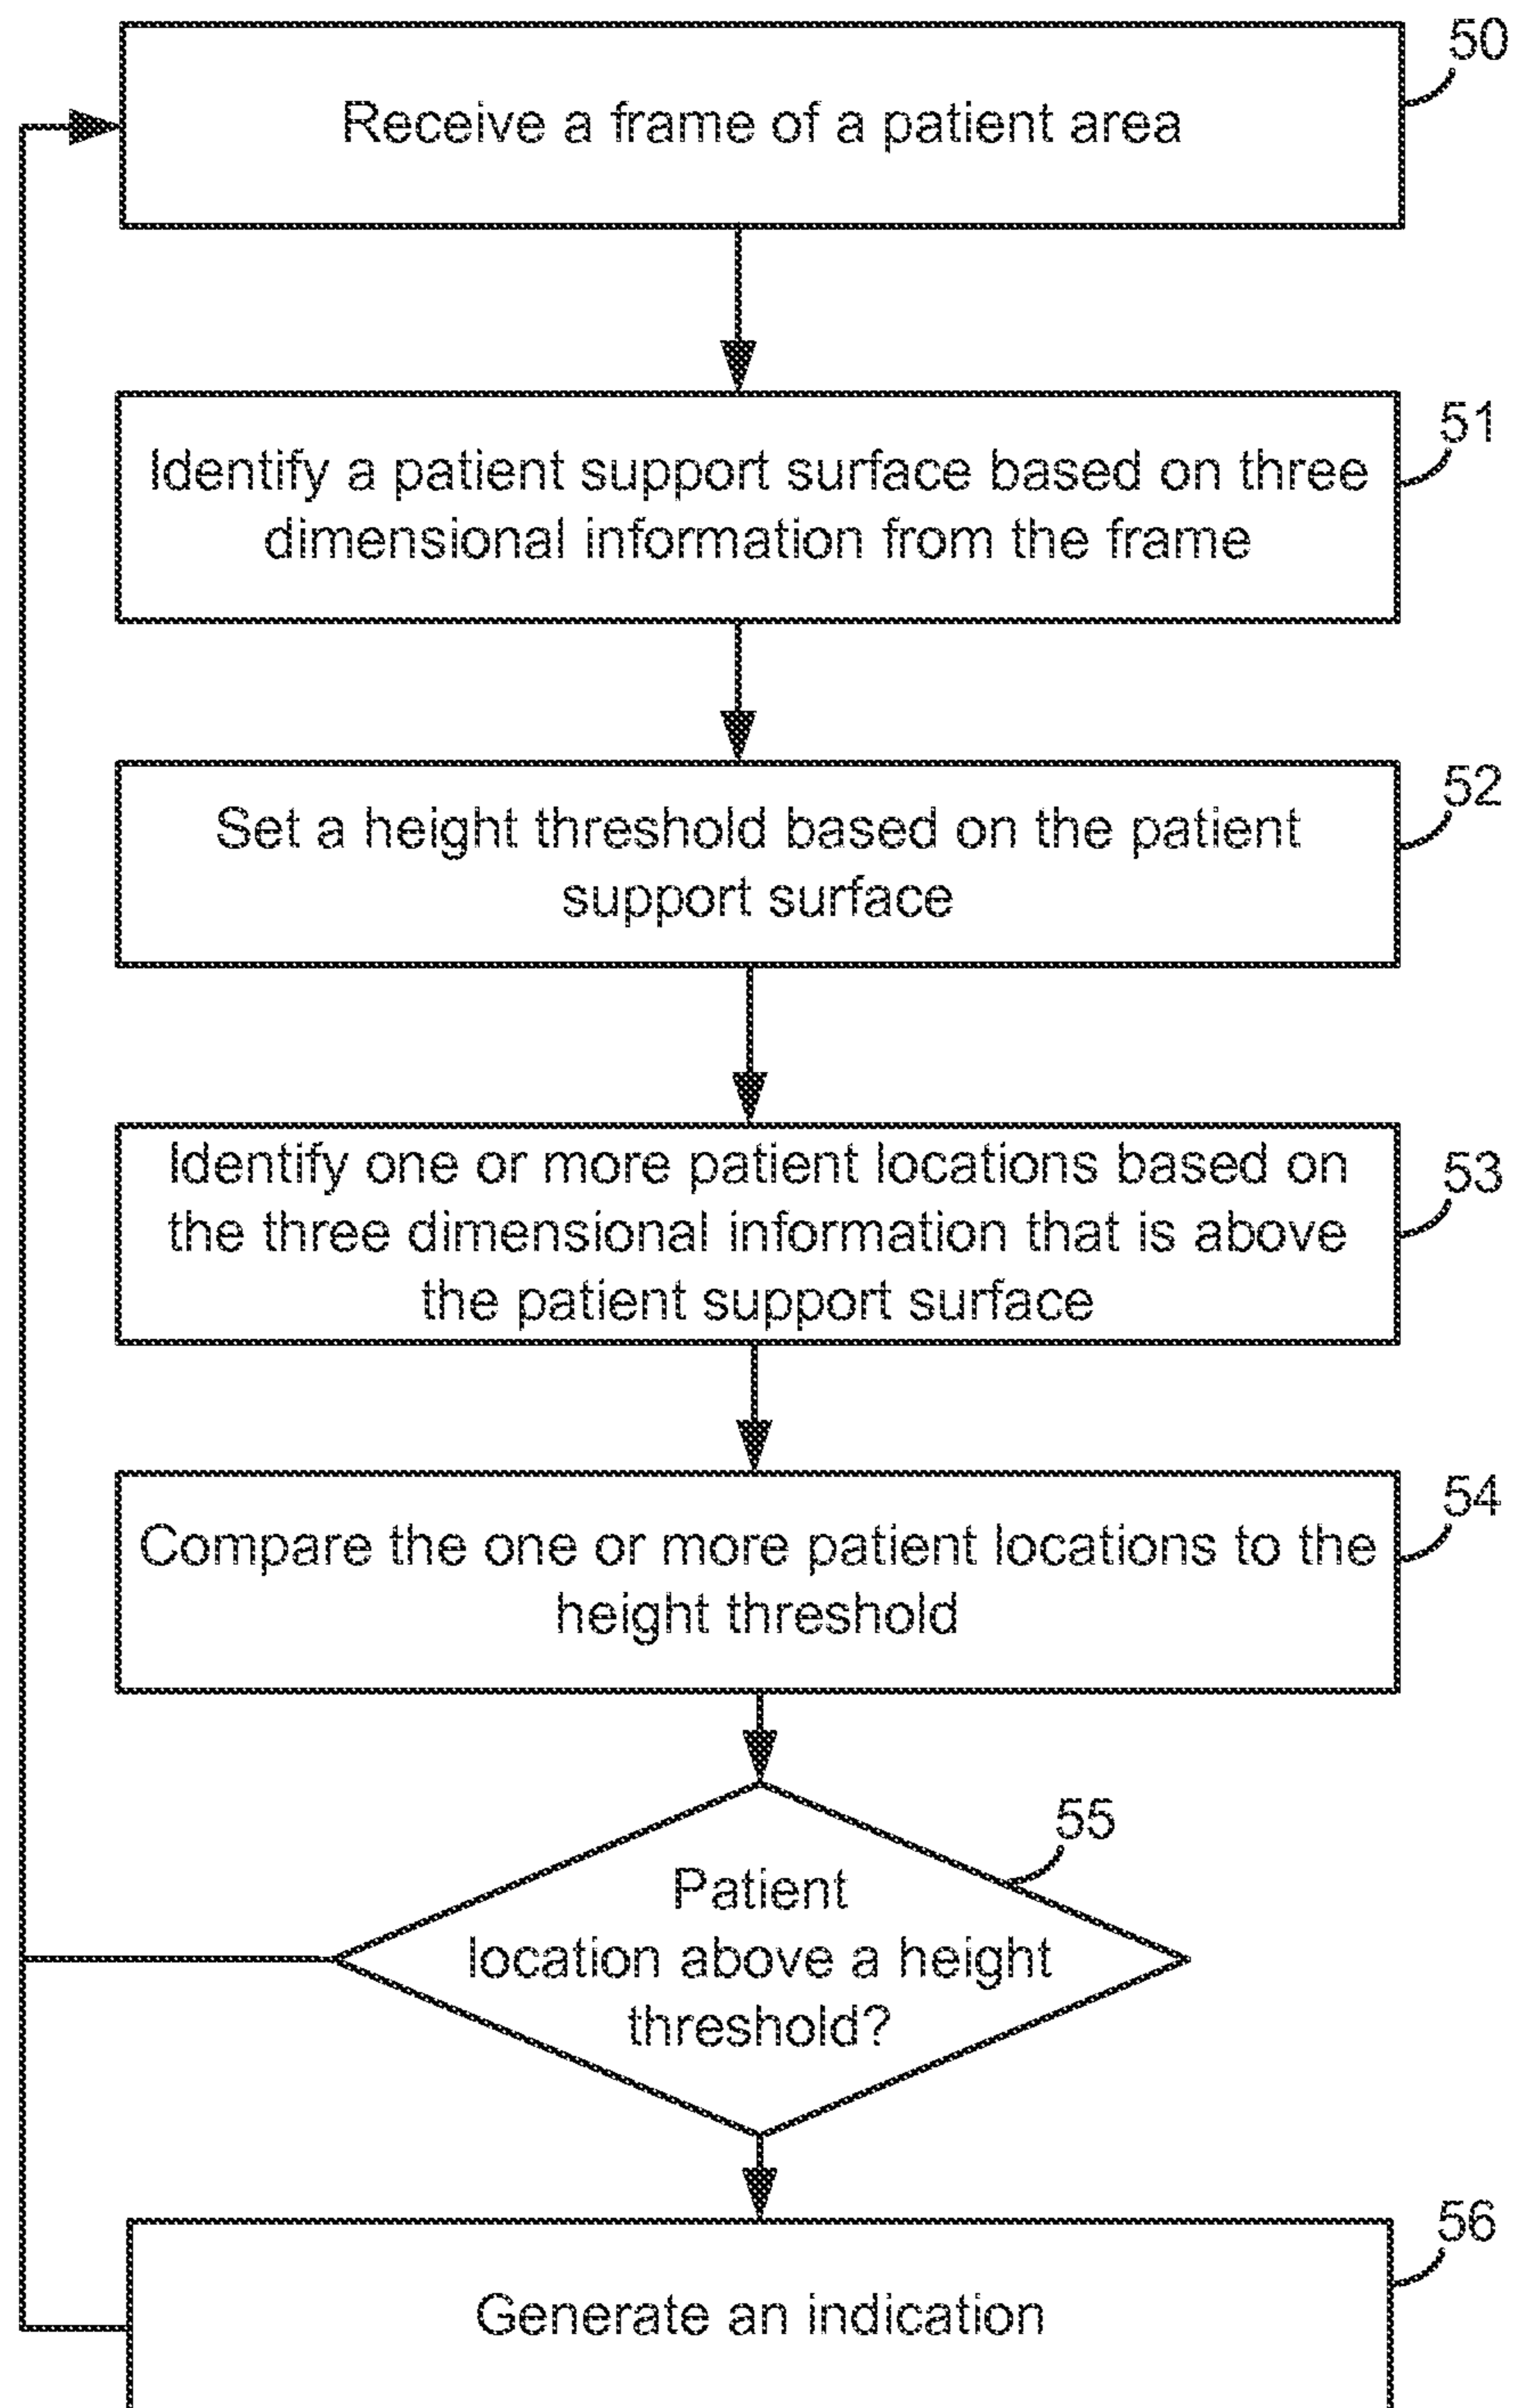 50
Receive a frame of a patient area
51
Identify a patient support surface based on three
dimensional information from the frame
52
Set a height threshold based on the patient
support surface
53
Identify one or more patient locations based on
the three dimensional information that is above
the patient support surface
54
Compare the one or more patient locations to the
height threshold
55
Patient
location above a height
threshold?
56
Generate an indication